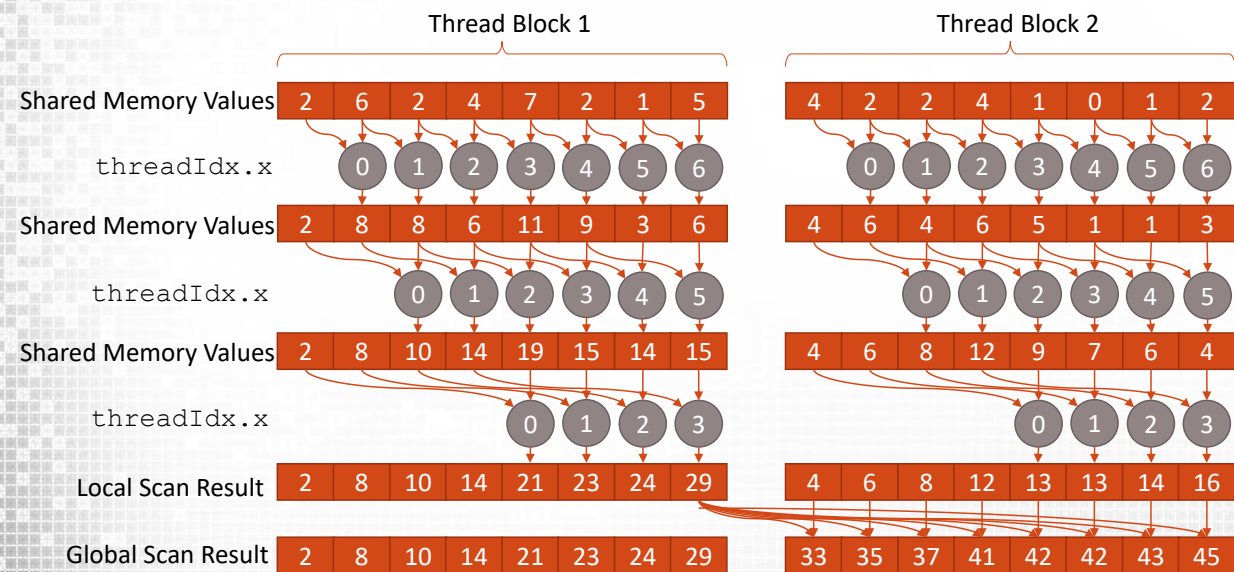 Thread Block 1 Thread Block 2
Shared Memory Values 2 6 2 4 7 2 1 5 4 2 2 4 1 0 1 2
threadIdx.x 0 1 2 3 4 5 6 0 1 2 3 4 5 6
Shared Memory Values 2 8 8 6 11 9 3 6 4 6 4 6 5 1 1 3
threadIdx.x 0 1 2 3 4 5 0 1 2 3 4 5
Shared Memory Values 2 8 10 14 19 15 14 15 4 6 8 12 9 7 6 4
threadIdx.x 0 1 2 3 0 1 2 3
Local Scan Result 2 8 10 14 21 23 24 29 4 6 8 12 13 13 14 16
Global Scan Result 2 8 10 14 21 23 24 29 33 35 37 41 42 42 43 45